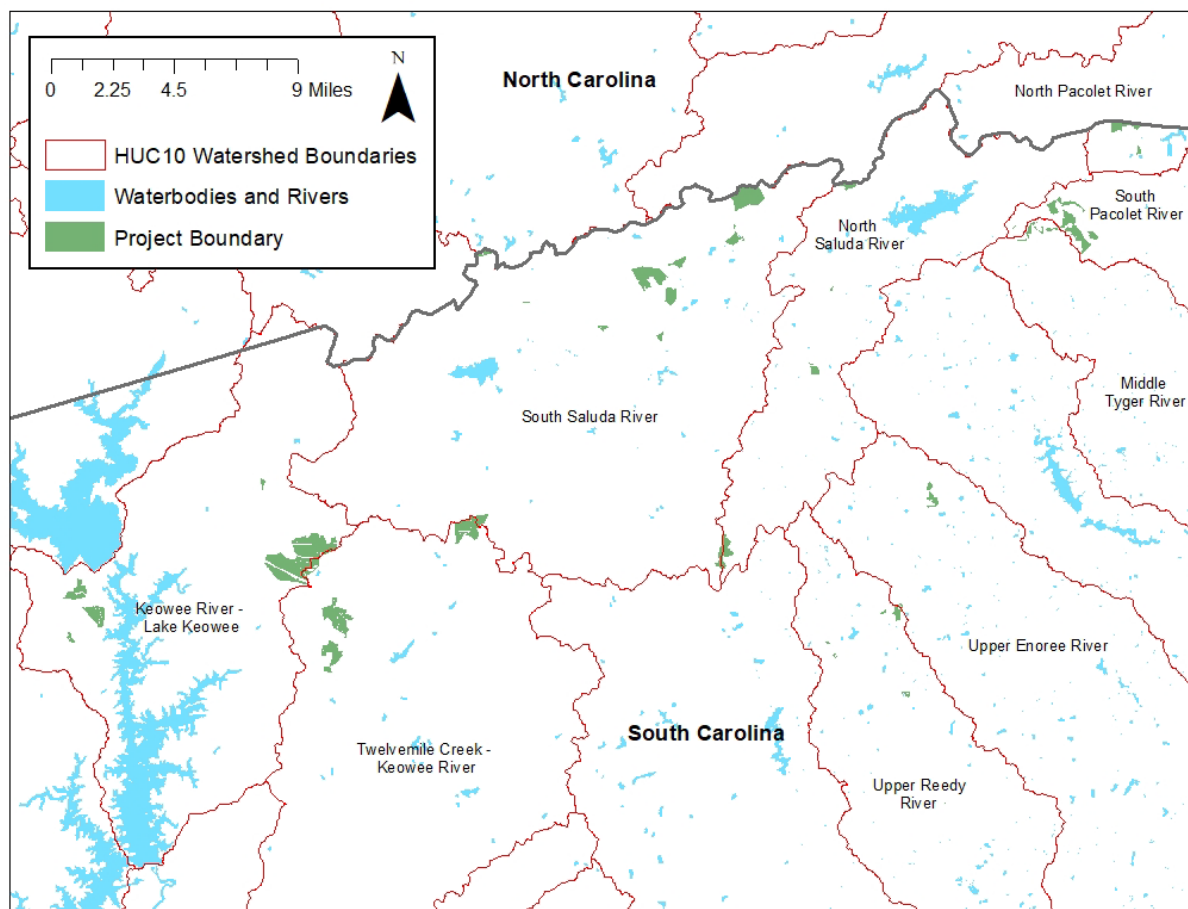 N
0 2.25 4.5 9 Miles
HUC10 Watershed Boundaries
Waterbodies and Rivers
Project Boundary
North Carolina
North Pacolet River
South
Pacolet River
North
Saluda River
Middle
Tyger River
South Saluda River
Keowee River -
Lake Keowee
Upper Enoree River
South Carolina
Twelvemile Creek -
Keowee River
Upper Reedy
River